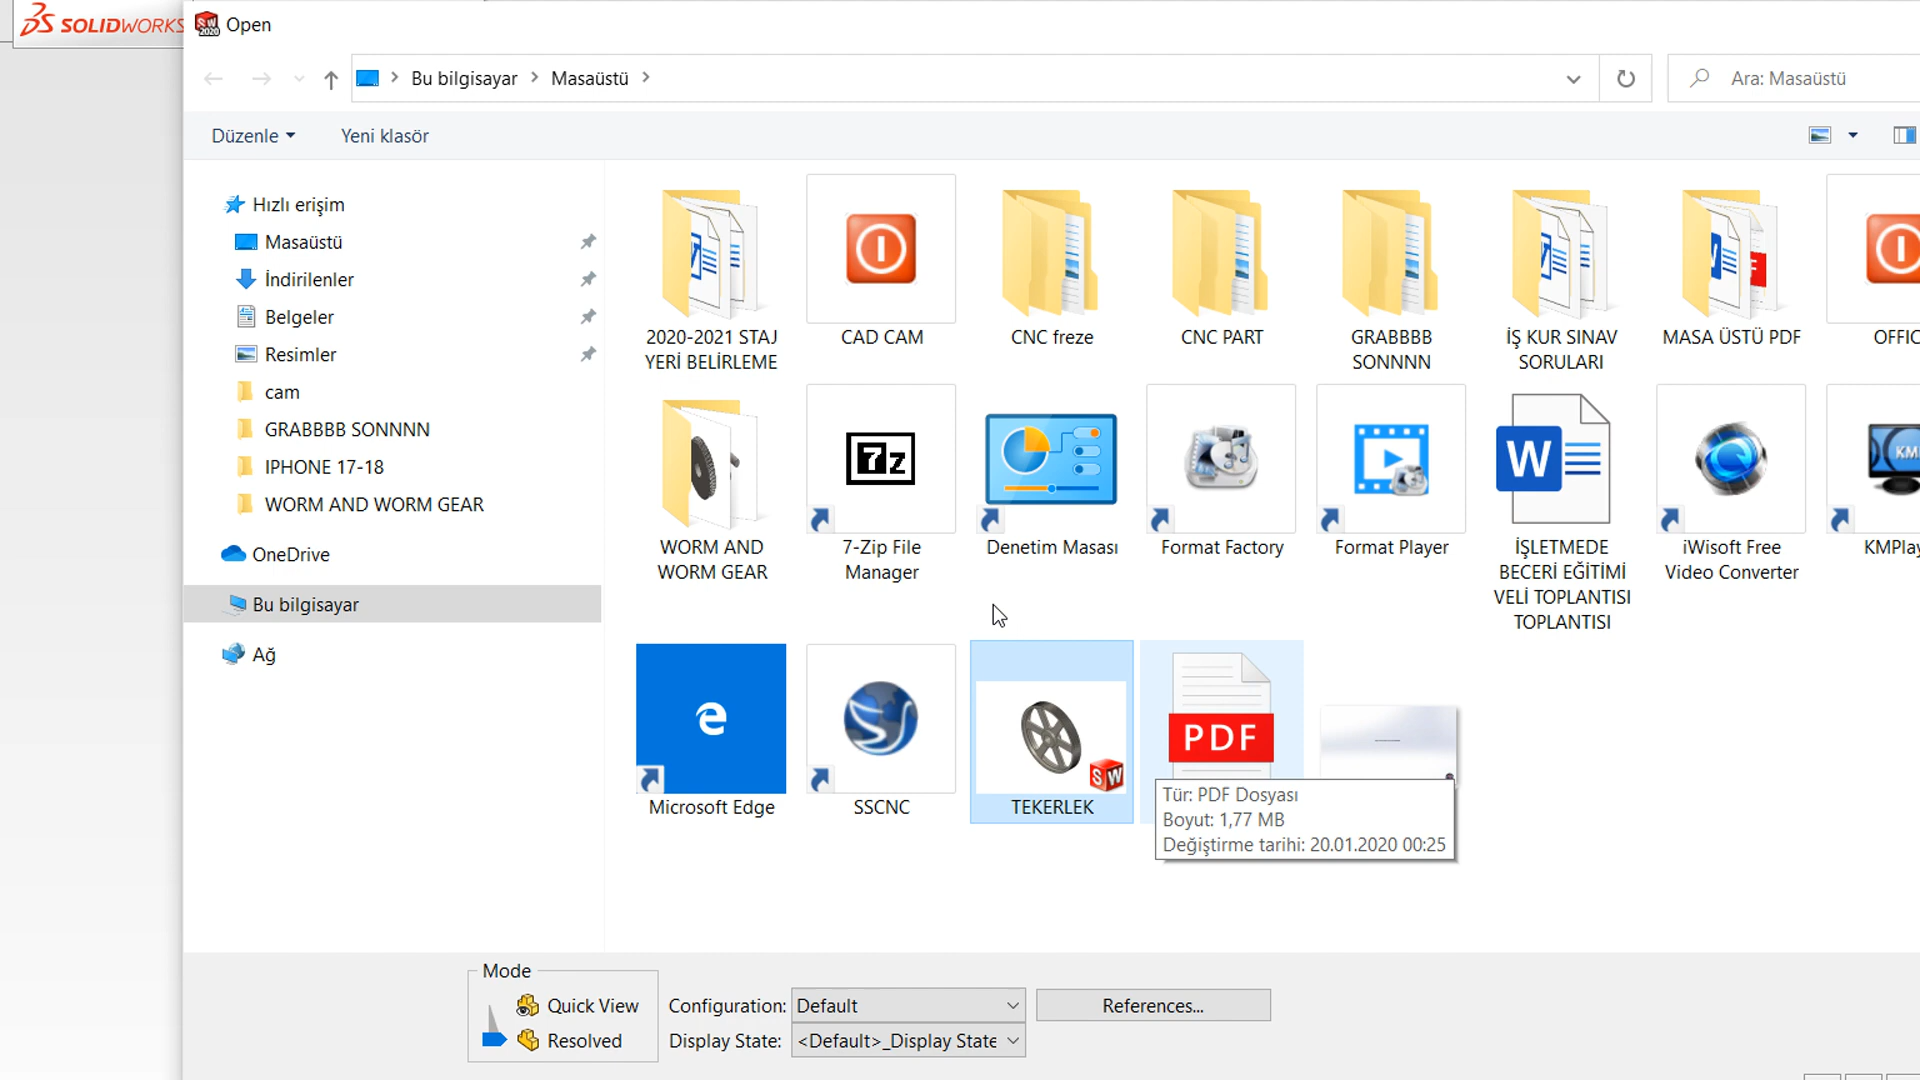 SOLIDWORKS
Open
Bu bilgisayar
Masaüstü
Ara: Masaüstü
Düzenle
Yeni klasör
Hızlı erişim
Masaüstü
İndirilenler
Belgeler
Resimler
cam
GRABBBB SONNNN
IPHONE 17-18
WORM AND WORM GEAR
OneDrive
Bu bilgisayar
Ağ
2020-2021 STAJ
YERİ BELİRLEME
CAD CAM
CNC freze
CNC PART
GRABBBB
SONNNN
İŞ KUR SINAV
SORULARI
MASA ÜSTÜ PDF
OFFIC
WORM AND
WORM GEAR
7-Zip File
Manager
Denetim Masası
Format Factory
Format Player
İŞLETMEDE
BECERİ EĞİTİMİ
VELİ TOPLANTISI
TOPLANTISI
iWisoft Free
Video Converter
KMPlay
Microsoft Edge
SSCNC
TEKERLEK
PDF
Tür: PDF Dosyası
Boyut: 1,77 MB
Değiştirme tarihi: 20.01.2020 00:25
Mode
Quick View
Resolved
Configuration: Default
Display State: <Default>_Display State
References...